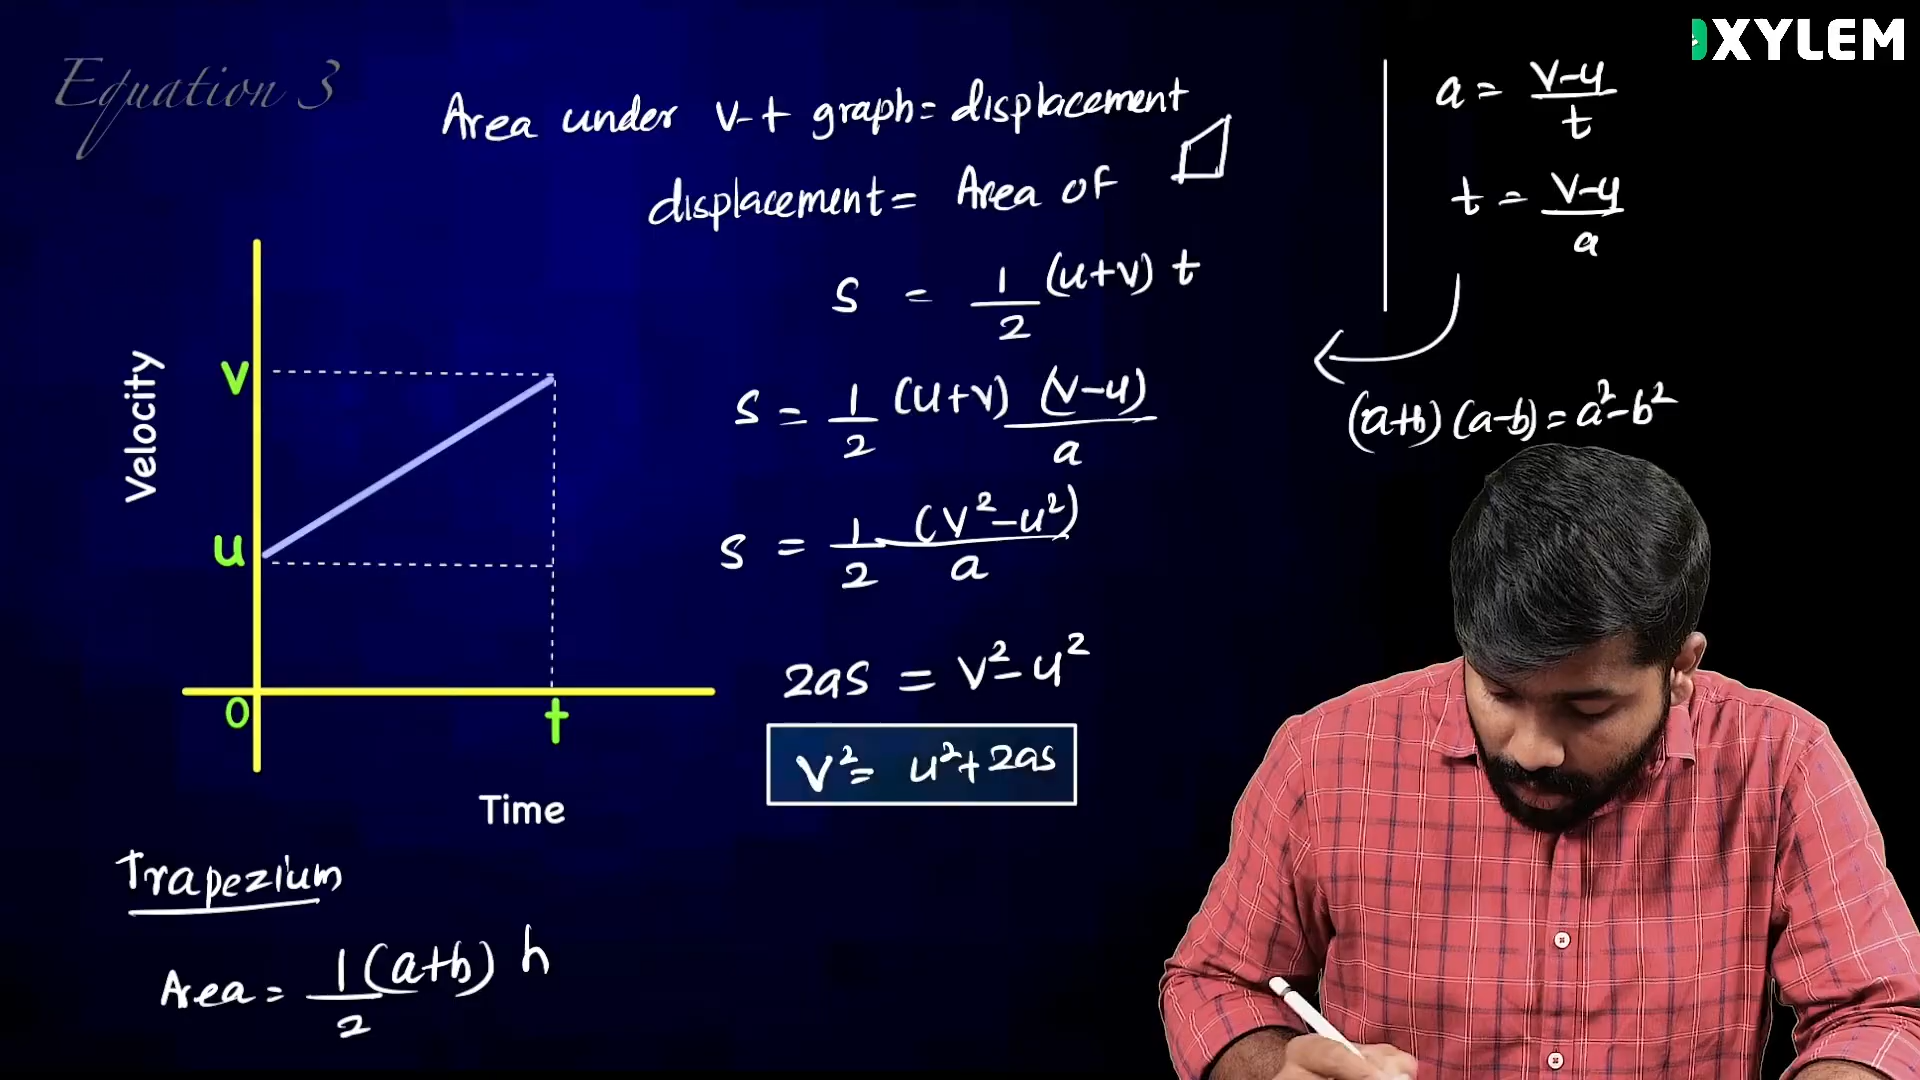 XYLEM
Equation 3
Area under v-t graph = displacement
displacement = Area of
S = 1/2 (u+v) t
S = 1/2 (u+v) (v-u)/a
S = 1/2 (v²-u²)/a
2as = v²-u²
v² = u²+2as
a = v-u/t
t = v-u/a
(a+b) (a-b) = a²-b²
Velocity
v
u
0
t
Time
Trapezium
Area = 1/2 (a+b) h